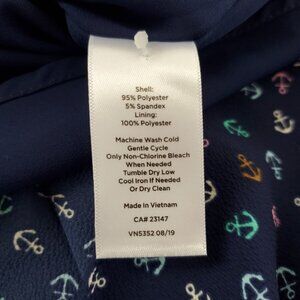 Shell:
95% Polyester
5% Spandex
Lining:
100% Polyester
Machine Wash Cold
Gentle Cycle
Only Non-Chlorine Bleach
When Needed
Tumble Dry Low
Cool Iron If Needed
Or Dry Clean
Made In Vietnam
CA# 23147
VN5352 08/19